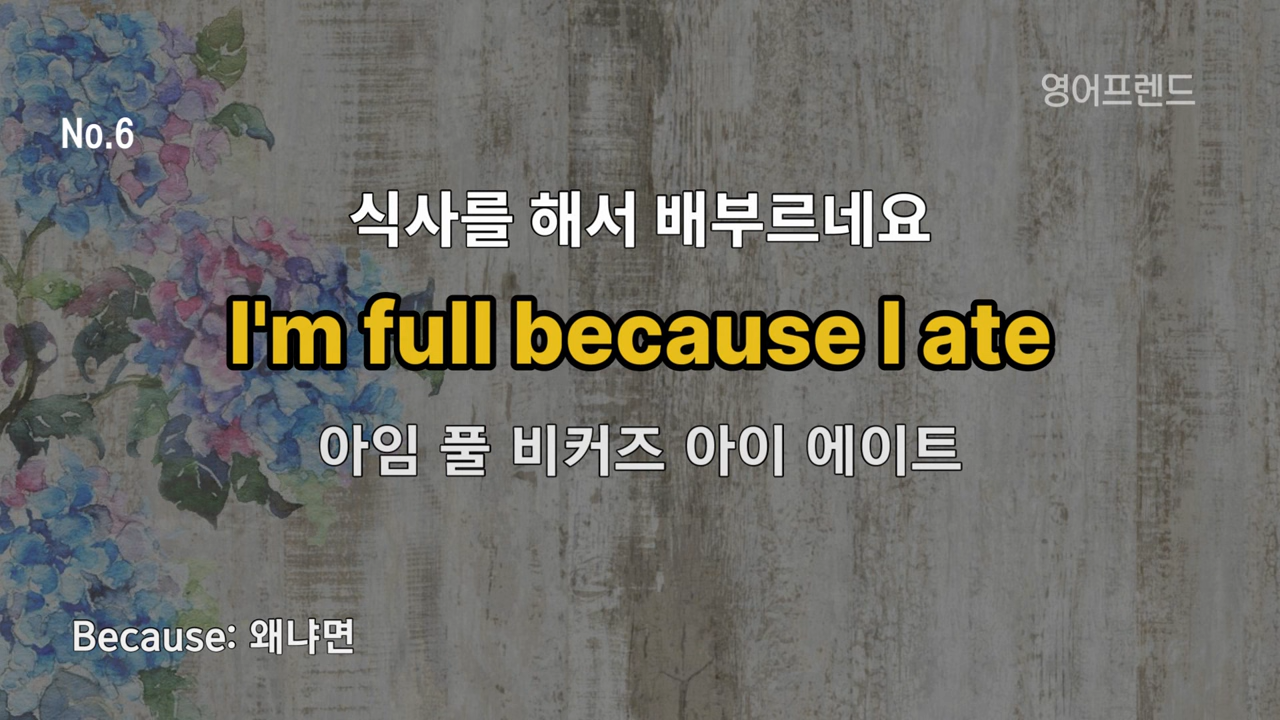 영어프렌드
No.6
식사를 해서 배부르네요
I'm full because I ate
아임 풀 비커즈 아이 에이트
Because: 왜냐면